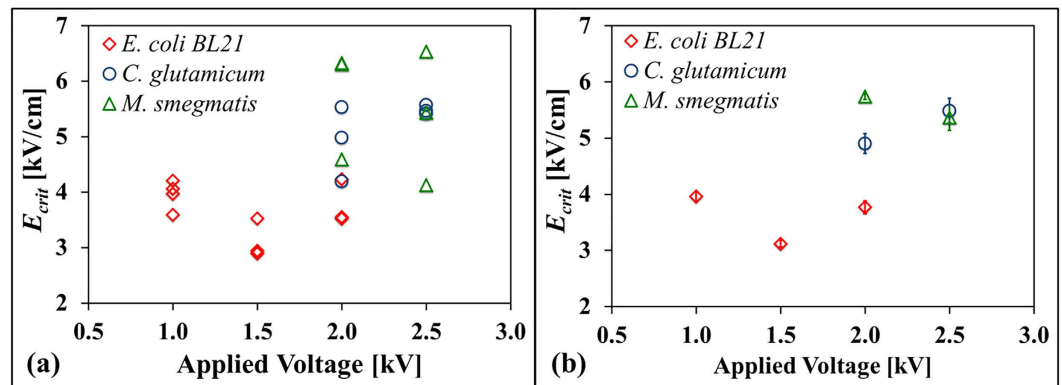 7
6
5
4
3
2
E_crit [kV/cm]
E. coli BL21
C. glutamicum
M. smegmatis
0.5 1.0 1.5 2.0 2.5 3.0
(a) Applied Voltage [kV]
7
6
5
4
3
2
E_crit [kV/cm]
E. coli BL21
C. glutamicum
M. smegmatis
0.5 1.0 1.5 2.0 2.5 3.0
(b) Applied Voltage [kV]